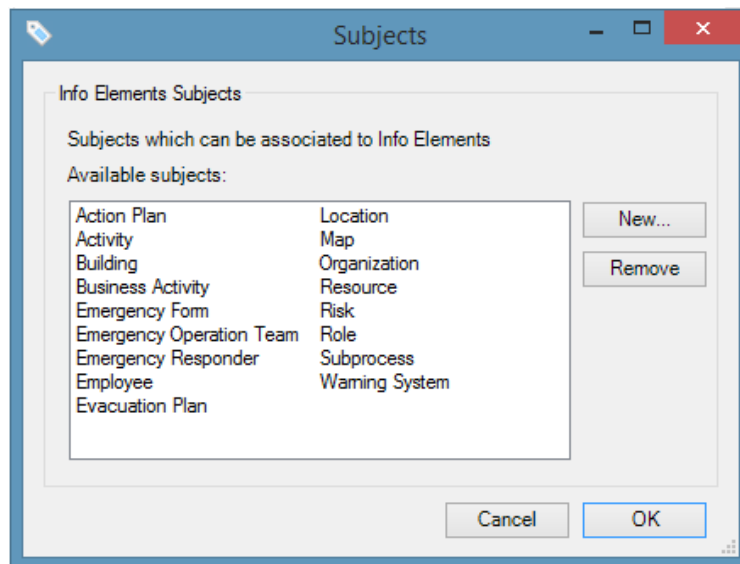 Subjects
Info Elements Subjects
Subjects which can be associated to Info Elements
Available subjects:
Action Plan
Activity
Building
Business Activity
Emergency Form
Emergency Operation Team
Emergency Responder
Employee
Evacuation Plan
Location
Map
Organization
Resource
Risk
Role
Subprocess
Warning System
New...
Remove
Cancel
OK